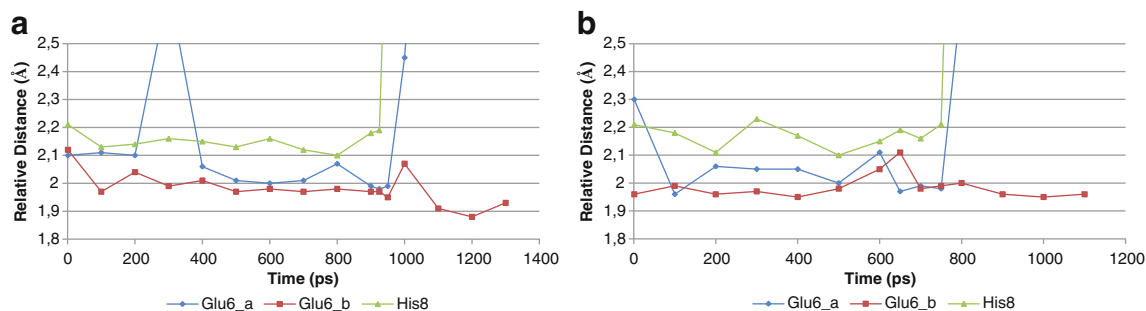 a
Relative Distance (Å)
2,5
2,4
2,3
2,2
2,1
2
1,9
1,8
0 200 400 600 800 1000 1200 1400
Time (ps)
Glu6_a Glu6_b His8
b
Relative Distance (Å)
2,5
2,4
2,3
2,2
2,1
2
1,9
1,8
0 200 400 600 800 1000 1200
Time (ps)
Glu6_a Glu6_b His8